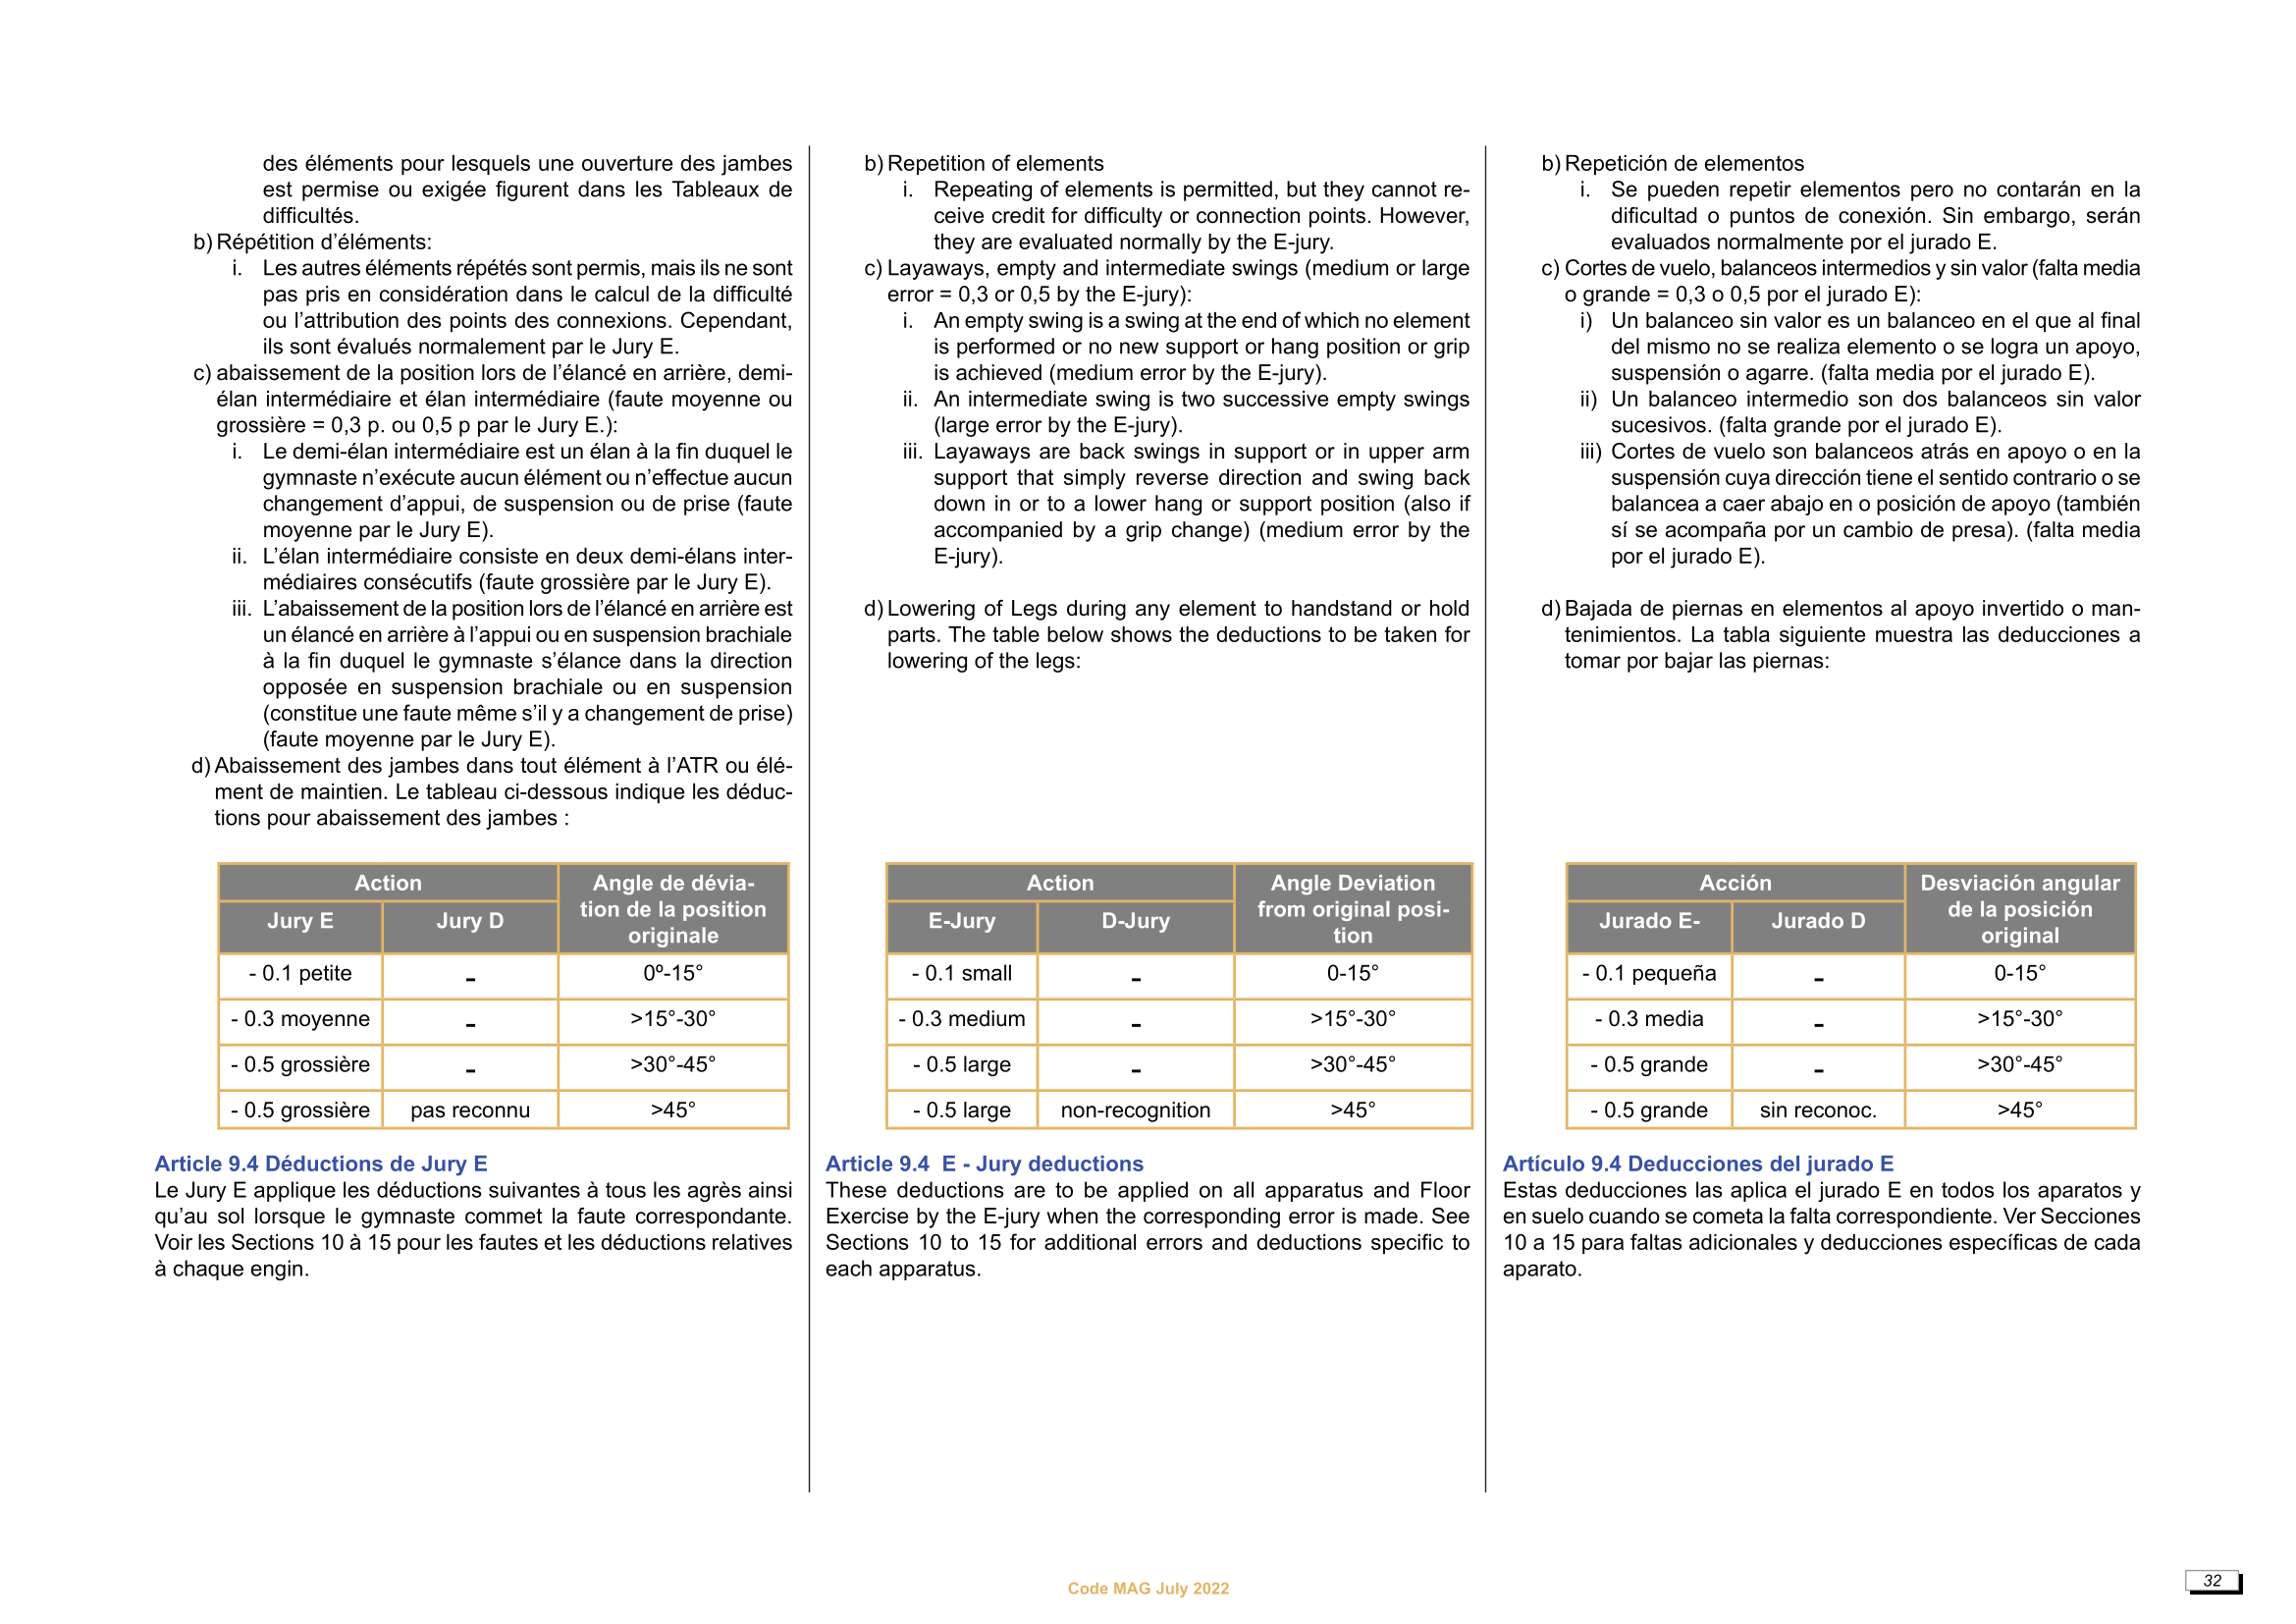 des éléments pour lesquels une ouverture des jambes
est permise ou exigée figurent dans les Tableaux de
difficultés.
b) Répétition d’éléments:
i. Les autres éléments répétés sont permis, mais ils ne sont
pas pris en considération dans le calcul de la difficulté
ou l’attribution des points des connexions. Cependant,
ils sont évalués normalement par le Jury E.
c) abaissement de la position lors de l’élancé en arrière, demi-
élan intermédiaire et élan intermédiaire (faute moyenne ou
grossière = 0,3 p. ou 0,5 p par le Jury E.):
i. Le demi-élan intermédiaire est un élan à la fin duquel le
gymnaste n’exécute aucun élément ou n’effectue aucun
changement d’appui, de suspension ou de prise (faute
moyenne par le Jury E).
ii. L’élan intermédiaire consiste en deux demi-élans inter-
médiaires consécutifs (faute grossière par le Jury E).
iii. L’abaissement de la position lors de l’élancé en arrière est
un élancé en arrière à l’appui ou en suspension brachiale
à la fin duquel le gymnaste s’élance dans la direction
opposée en suspension brachiale ou en suspension
(constitue une faute même s’il y a changement de prise)
(faute moyenne par le Jury E).
d) Abaissement des jambes dans tout élément à l’ATR ou élé-
ment de maintien. Le tableau ci-dessous indique les déduc-
tions pour abaissement des jambes :
Action
Angle de dévia-
tion de la position
originale
Jury E
Jury D
- 0.1 petite - 0º-15°
- 0.3 moyenne - >15°-30°
- 0.5 grossière - >30°-45°
- 0.5 grossière pas reconnu >45°
Article 9.4 Déductions de Jury E
Le Jury E applique les déductions suivantes à tous les agrès ainsi
qu’au sol lorsque le gymnaste commet la faute correspondante.
Voir les Sections 10 à 15 pour les fautes et les déductions relatives
à chaque engin.
b) Repetition of elements
i. Repeating of elements is permitted, but they cannot re-
ceive credit for difficulty or connection points. However,
they are evaluated normally by the E-jury.
c) Layaways, empty and intermediate swings (medium or large
error = 0,3 or 0,5 by the E-jury):
i. An empty swing is a swing at the end of which no element
is performed or no new support or hang position or grip
is achieved (medium error by the E-jury).
ii. An intermediate swing is two successive empty swings
(large error by the E-jury).
iii. Layaways are back swings in support or in upper arm
support that simply reverse direction and swing back
down in or to a lower hang or support position (also if
accompanied by a grip change) (medium error by the
E-jury).
d) Lowering of Legs during any element to handstand or hold
parts. The table below shows the deductions to be taken for
lowering of the legs:
Action
Angle Deviation
from original posi-
tion
E-Jury
D-Jury
- 0.1 small - 0-15°
- 0.3 medium - >15°-30°
- 0.5 large - >30°-45°
- 0.5 large non-recognition >45°
Article 9.4 E - Jury deductions
These deductions are to be applied on all apparatus and Floor
Exercise by the E-jury when the corresponding error is made. See
Sections 10 to 15 for additional errors and deductions specific to
each apparatus.
b) Repetición de elementos
i. Se pueden repetir elementos pero no contarán en la
dificultad o puntos de conexión. Sin embargo, serán
evaluados normalmente por el jurado E.
c) Cortes de vuelo, balanceos intermedios y sin valor (falta media
o grande = 0,3 o 0,5 por el jurado E):
i) Un balanceo sin valor es un balanceo en el que al final
del mismo no se realiza elemento o se logra un apoyo,
suspensión o agarre. (falta media por el jurado E).
ii) Un balanceo intermedio son dos balanceos sin valor
sucesivos. (falta grande por el jurado E).
iii) Cortes de vuelo son balanceos atrás en apoyo o en la
suspensión cuya dirección tiene el sentido contrario o se
balancea a caer abajo en o posición de apoyo (también
sí se acompaña por un cambio de presa). (falta media
por el jurado E).
d) Bajada de piernas en elementos al apoyo invertido o man-
tenimientos. La tabla siguiente muestra las deducciones a
tomar por bajar las piernas:
Acción
Desviación angular
de la posición
original
Jurado E-
Jurado D
- 0.1 pequeña - 0-15°
- 0.3 media - >15°-30°
- 0.5 grande - >30°-45°
- 0.5 grande sin reconoc. >45°
Artículo 9.4 Deducciones del jurado E
Estas deducciones las aplica el jurado E en todos los aparatos y
en suelo cuando se cometa la falta correspondiente. Ver Secciones
10 a 15 para faltas adicionales y deducciones específicas de cada
aparato.
Code MAG July 2022
32